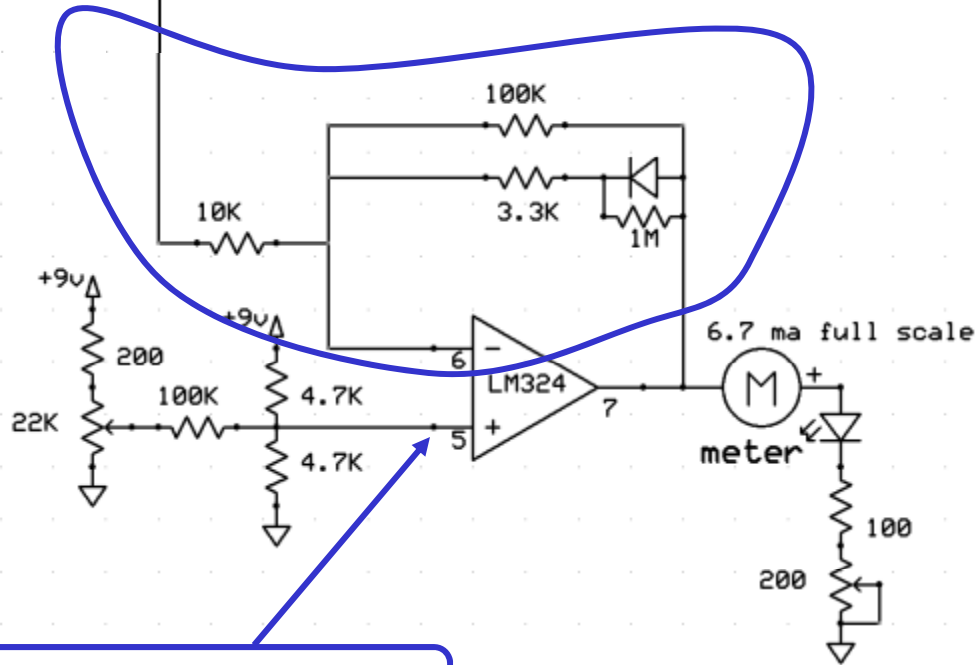 100K
3.3K
1M
10K
+9v
+9v
200
22K
100K
4.7K
4.7K
6
5
7
-
+
LM324
6.7 ma full scale
M
+
meter
100
200